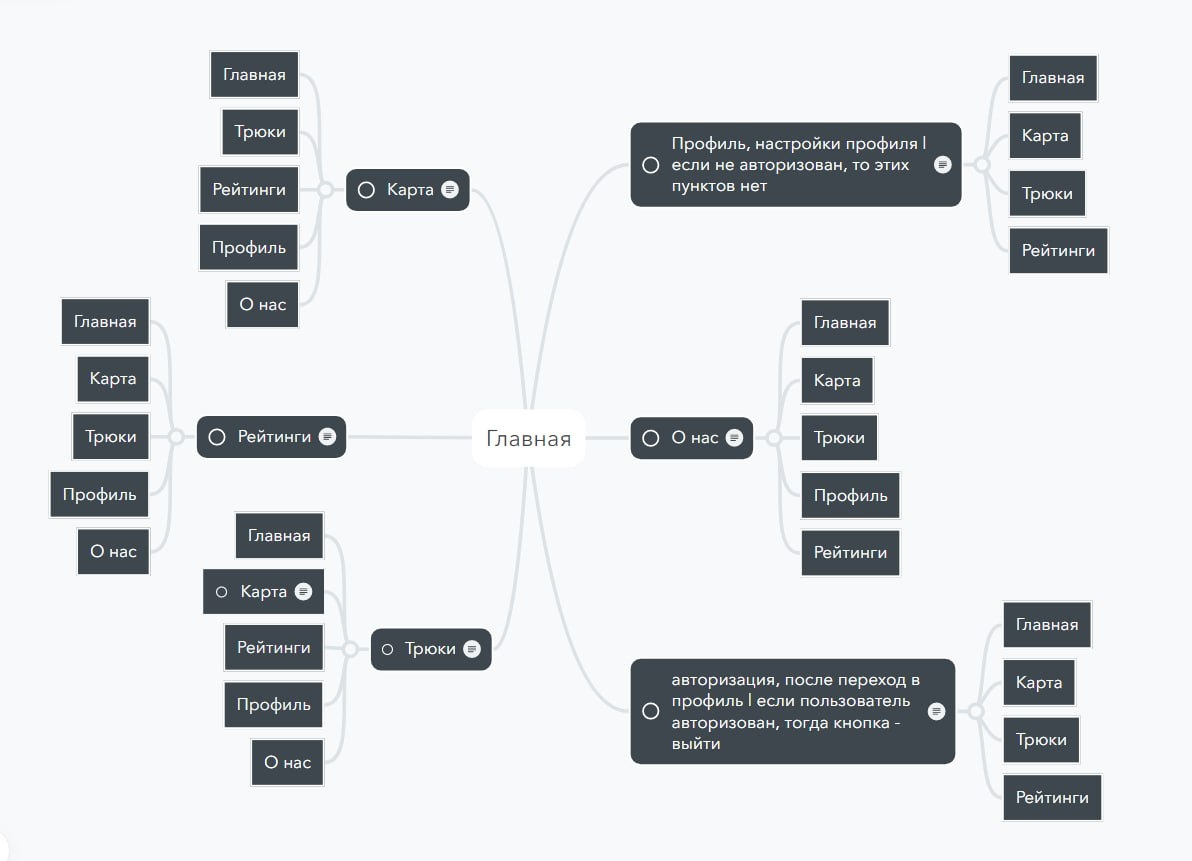 Главная
Трюки
Рейтинги
Профиль
О нас
Карта
Главная
Карта
Трюки
Профиль
О нас
Рейтинги
Главная
Карта
Рейтинги
Профиль
О нас
Трюки
Главная
Профиль, настройки профиля |
если не авторизован, то этих
пунктов нет
Главная
Карта
Трюки
Рейтинги
О нас
Главная
Карта
Трюки
Профиль
Рейтинги
авторизация, после переход в
профиль | если пользователь
авторизован, тогда кнопка -
выйти
Главная
Карта
Трюки
Рейтинги